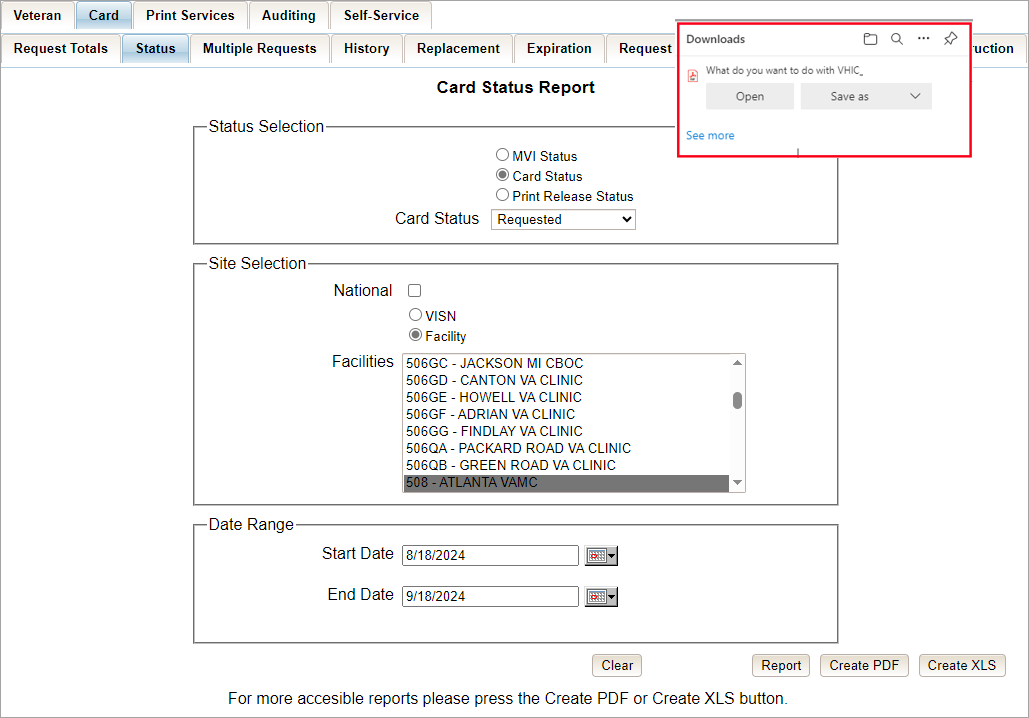 Veteran Card Print Services Auditing Self-Service
Request Totals Status Multiple Requests History Replacement Expiration Request ruction
Downloads
What do you want to do with VHIC_
Open Save as
See more
Card Status Report
Status Selection
MVI Status
Card Status
Print Release Status
Card Status Requested
Site Selection
National
VISN
Facility
Facilities
506GC - JACKSON MI CBOC
506GD - CANTON VA CLINIC
506GE - HOWELL VA CLINIC
506GF - ADRIAN VA CLINIC
506GG - FINDLAY VA CLINIC
506QA - PACKARD ROAD VA CLINIC
506QB - GREEN ROAD VA CLINIC
508 - ATLANTA VAMC
Date Range
Start Date 8/18/2024
End Date 9/18/2024
Clear Report Create PDF Create XLS
For more accesible reports please press the Create PDF or Create XLS button.